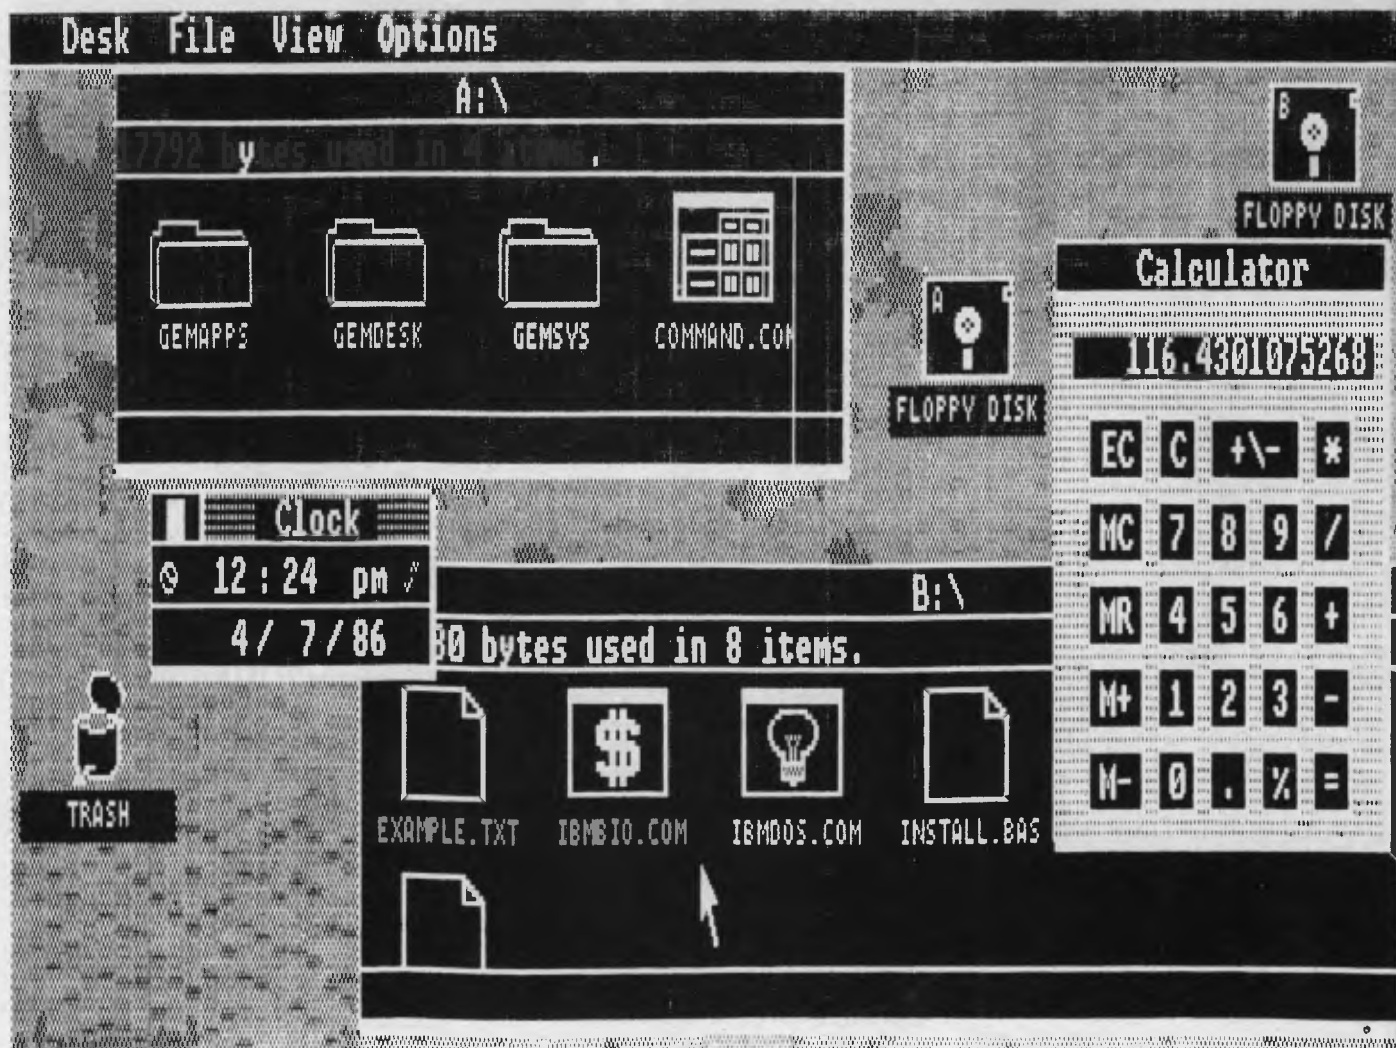 Desk File View Options
A:\
17792 bytes used in 4 items.
GEMAPPS GEMDESK GEMSYS COMMAND.COM
B
FLOPPY DISK
A
FLOPPY DISK
Calculator
116.4301075268
EC C +\- *
MC 7 8 9 /
MR 4 5 6 +
M+ 1 2 3 -
M- 0 . % =
Clock
12:24 pm
4/ 7/86
B:\
80 bytes used in 8 items.
EXAMPLE.TXT IBMBIO.COM IBMDOS.COM INSTALL.BAS
TRASH